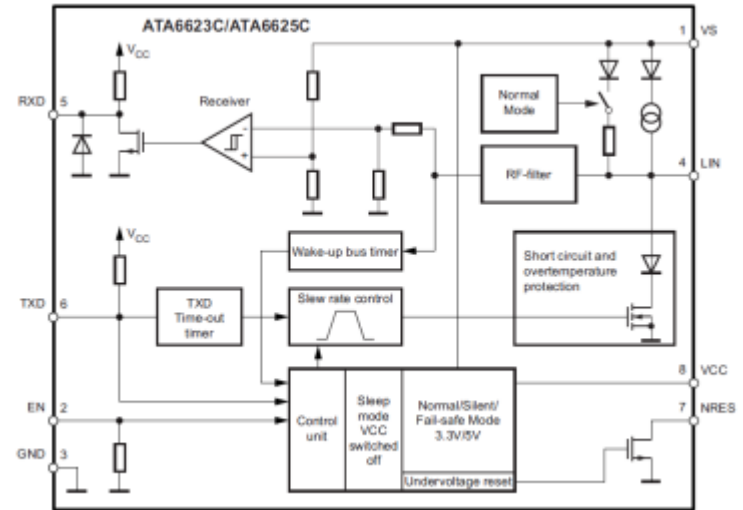 ATA6623C/ATA6625C
1 VS
VCC
RXD 5
Receiver
-
+
Normal
Mode
RF-filter
4 LIN
VCC
Wake-up bus timer
Short circuit and
overtemperature
protection
TXD 6
TXD
Time-out
timer
Slew rate control
8 VCC
7 NRES
EN 2
GND 3
Control
unit
Sleep
mode
VCC
switched
off
Normal/Silent/
Fail-safe Mode
3.3V/5V
Undervoltage reset